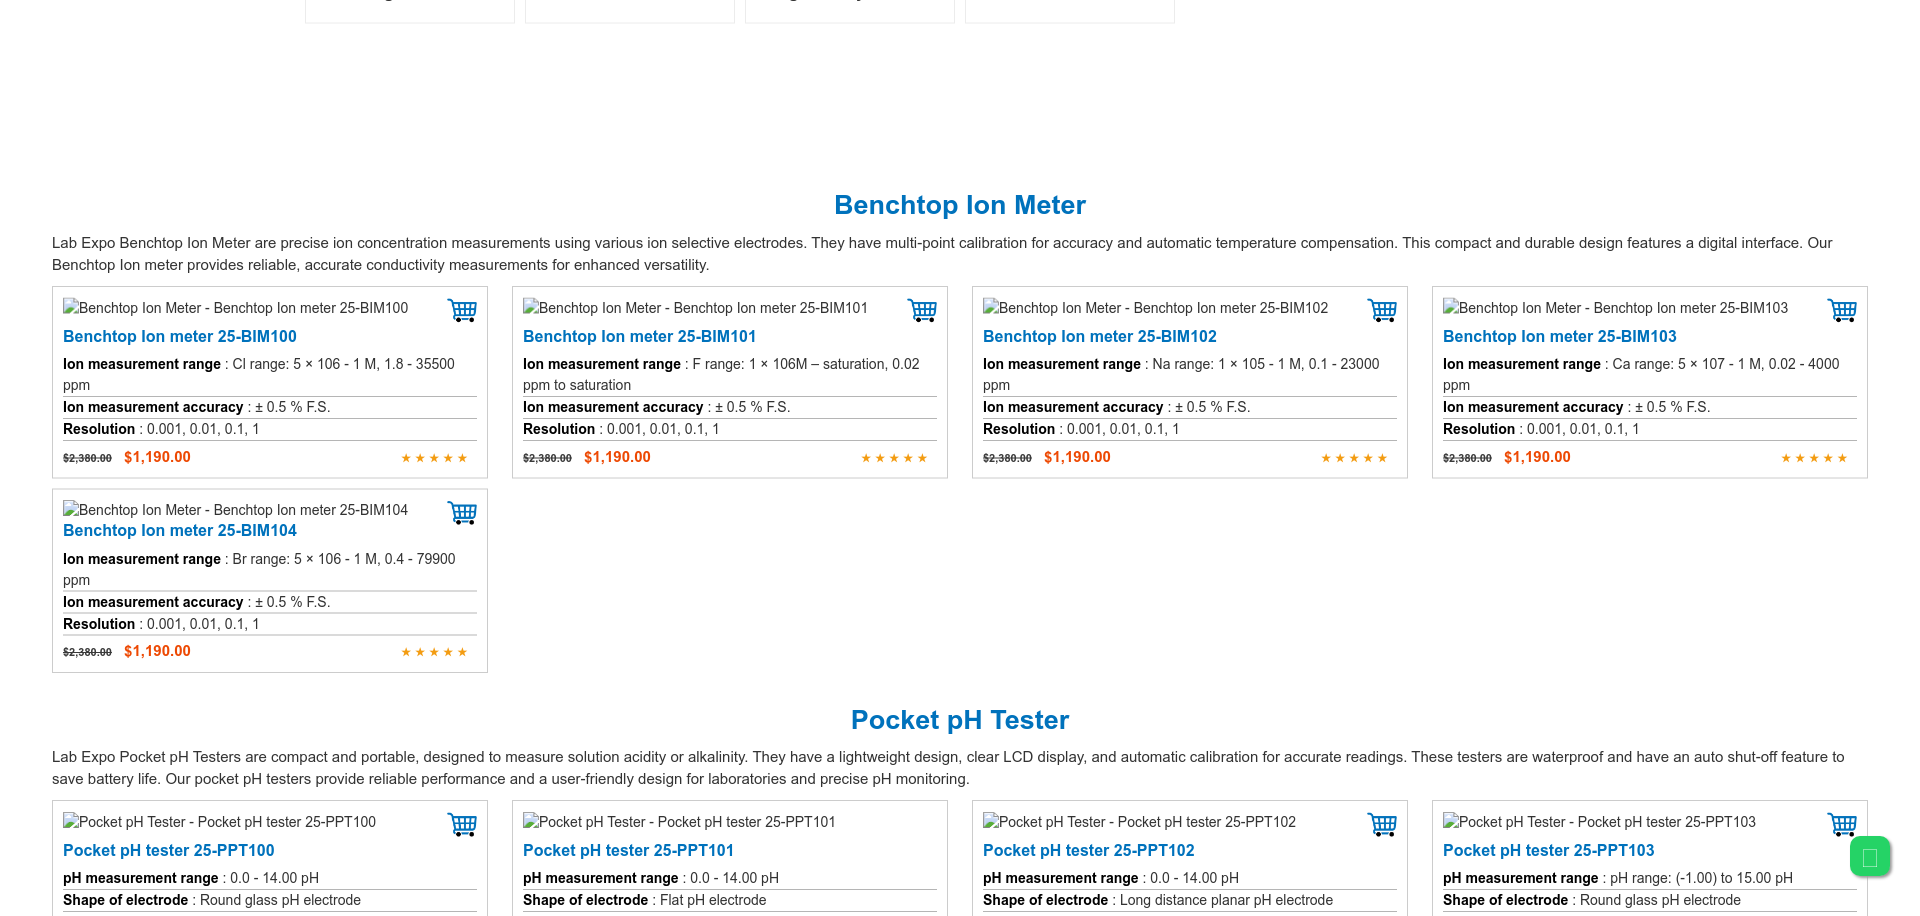 Benchtop Ion Meter
Lab Expo Benchtop Ion Meter are precise ion concentration measurements using various ion selective electrodes. They have multi-point calibration for accuracy and automatic temperature compensation. This compact and durable design features a digital interface. Our
Benchtop Ion meter provides reliable, accurate conductivity measurements for enhanced versatility.
Benchtop Ion Meter - Benchtop Ion meter 25-BIM100
Benchtop Ion meter 25-BIM100
Ion measurement range : Cl range: 5 × 106 - 1 M, 1.8 - 35500
ppm
Ion measurement accuracy : ± 0.5 % F.S.
Resolution : 0.001, 0.01, 0.1, 1
$2,380.00 $1,190.00 ★★★★★
Benchtop Ion Meter - Benchtop Ion meter 25-BIM101
Benchtop Ion meter 25-BIM101
Ion measurement range : F range: 1 × 106M – saturation, 0.02
ppm to saturation
Ion measurement accuracy : ± 0.5 % F.S.
Resolution : 0.001, 0.01, 0.1, 1
$2,380.00 $1,190.00 ★★★★★
Benchtop Ion Meter - Benchtop Ion meter 25-BIM102
Benchtop Ion meter 25-BIM102
Ion measurement range : Na range: 1 × 105 - 1 M, 0.1 - 23000
ppm
Ion measurement accuracy : ± 0.5 % F.S.
Resolution : 0.001, 0.01, 0.1, 1
$2,380.00 $1,190.00 ★★★★★
Benchtop Ion Meter - Benchtop Ion meter 25-BIM103
Benchtop Ion meter 25-BIM103
Ion measurement range : Ca range: 5 × 107 - 1 M, 0.02 - 4000
ppm
Ion measurement accuracy : ± 0.5 % F.S.
Resolution : 0.001, 0.01, 0.1, 1
$2,380.00 $1,190.00 ★★★★★
Benchtop Ion Meter - Benchtop Ion meter 25-BIM104
Benchtop Ion meter 25-BIM104
Ion measurement range : Br range: 5 × 106 - 1 M, 0.4 - 79900
ppm
Ion measurement accuracy : ± 0.5 % F.S.
Resolution : 0.001, 0.01, 0.1, 1
$2,380.00 $1,190.00 ★★★★★
Pocket pH Tester
Lab Expo Pocket pH Testers are compact and portable, designed to measure solution acidity or alkalinity. They have a lightweight design, clear LCD display, and automatic calibration for accurate readings. These testers are waterproof and have an auto shut-off feature to
save battery life. Our pocket pH testers provide reliable performance and a user-friendly design for laboratories and precise pH monitoring.
Pocket pH Tester - Pocket pH tester 25-PPT100
Pocket pH tester 25-PPT100
pH measurement range : 0.0 - 14.00 pH
Shape of electrode : Round glass pH electrode
Pocket pH Tester - Pocket pH tester 25-PPT101
Pocket pH tester 25-PPT101
pH measurement range : 0.0 - 14.00 pH
Shape of electrode : Flat pH electrode
Pocket pH Tester - Pocket pH tester 25-PPT102
Pocket pH tester 25-PPT102
pH measurement range : 0.0 - 14.00 pH
Shape of electrode : Long distance planar pH electrode
Pocket pH Tester - Pocket pH tester 25-PPT103
Pocket pH tester 25-PPT103
pH measurement range : pH range: (-1.00) to 15.00 pH
Shape of electrode : Round glass pH electrode